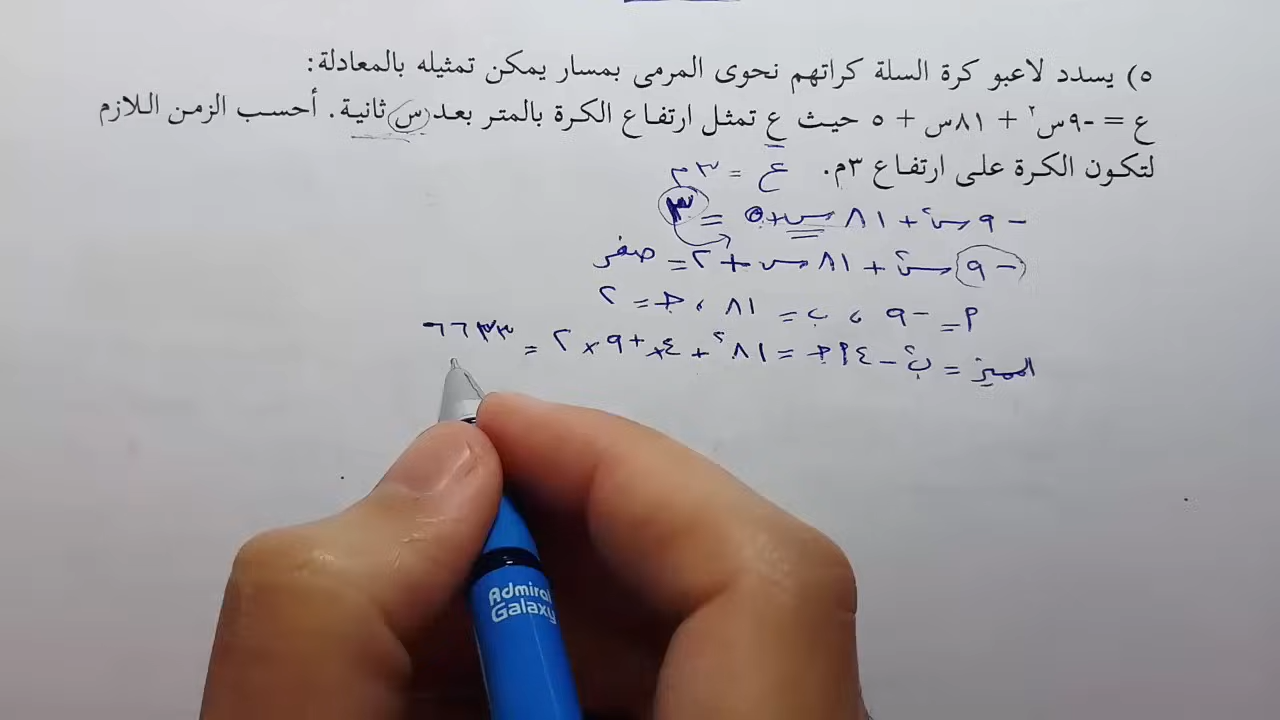 ٥) يسدد لاعبو كرة السلة كراتهم نحوى المرمى بمسار يمكن تمثيله بالمعادلة:
ع = -٩س٢ + ٨١س + ٥ حيث ع تمثل ارتفاع الكرة بالمتر بعد س ثانية. أحسب الزمن اللازم
لتكون الكرة على ارتفاع ٣م. ع = ٣م
- ٩س٢ + ٨١س + ٥ = ٣
- ٩س٢ + ٨١س + ٢ = صفر
٢ = -٩ ، ب = ٨١ ، جـ = ٢
المميز = ب٢ - ٤أجـ = ٨١٢ + ٤×٩×٢ =
Admiral
Galaxy